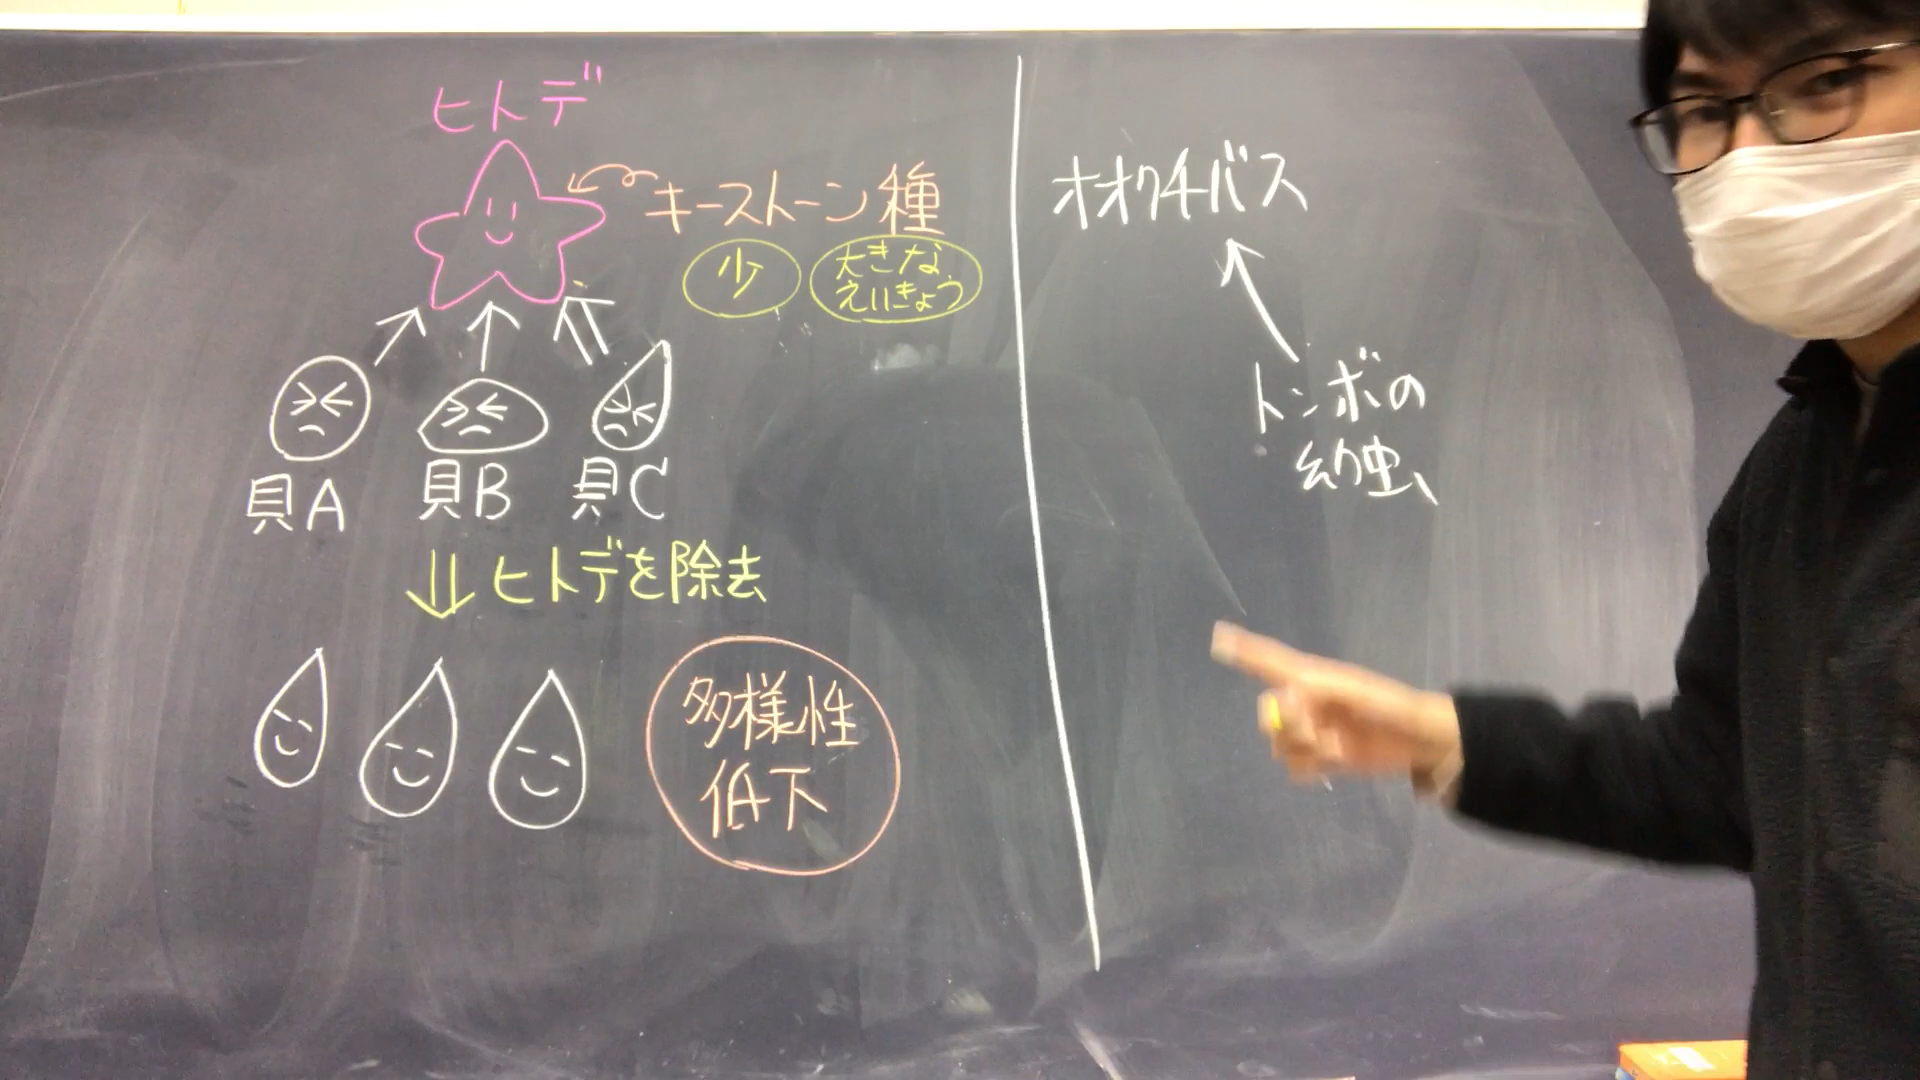 ヒトデ
キーストーン種
少
大きな
えいきょう
貝A 貝B 貝C
ヒトデを除去
多様性
低下
オオクチバス
トンボの
幼虫